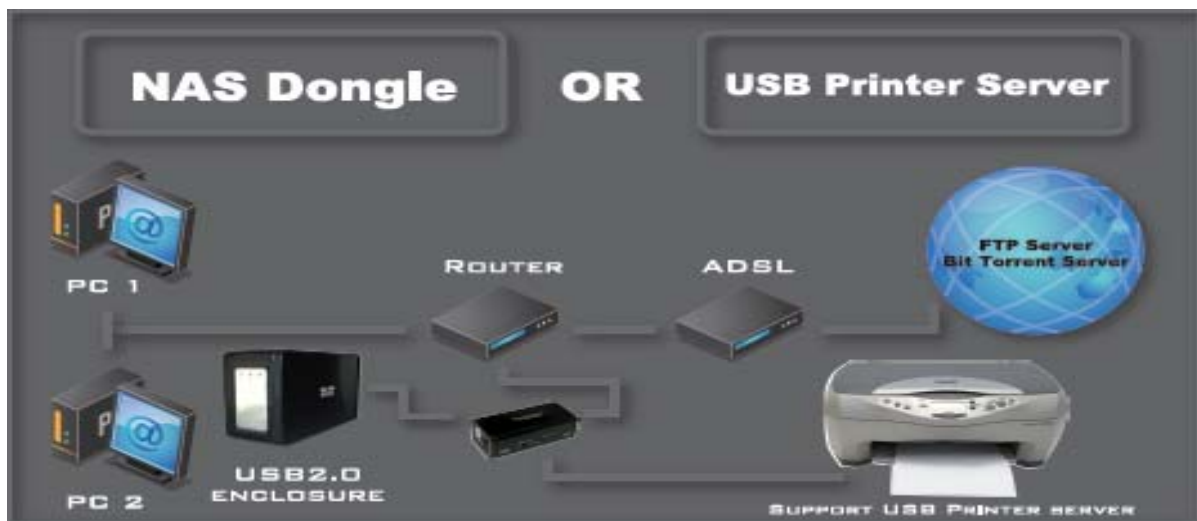 NAS Dongle OR USB Printer Server
FTP Server
Bit Torrent Server
ROUTER ADSL
PC 1
USB2.0
ENCLOSURE
PC 2
SUPPORT USB PRINTER SERVER